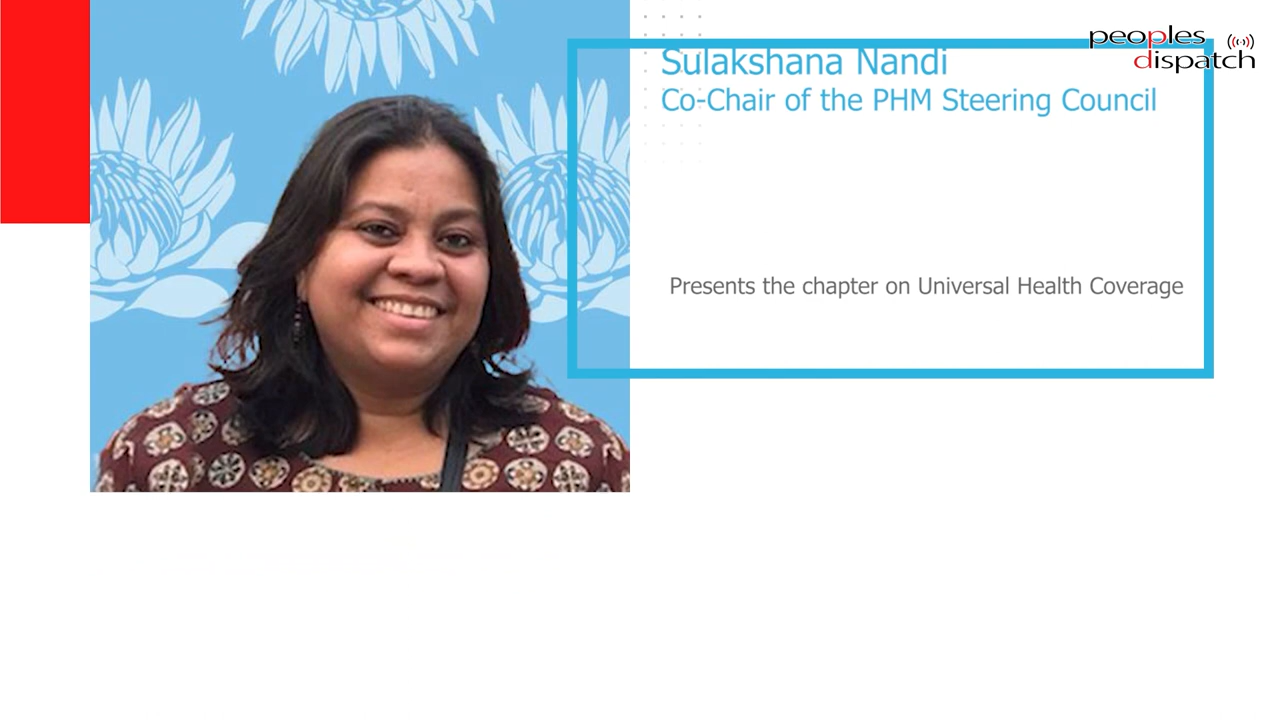 peoples
dispatch
Sulakshana Nandi
Co-Chair of the PHM Steering Council
Presents the chapter on Universal Health Coverage